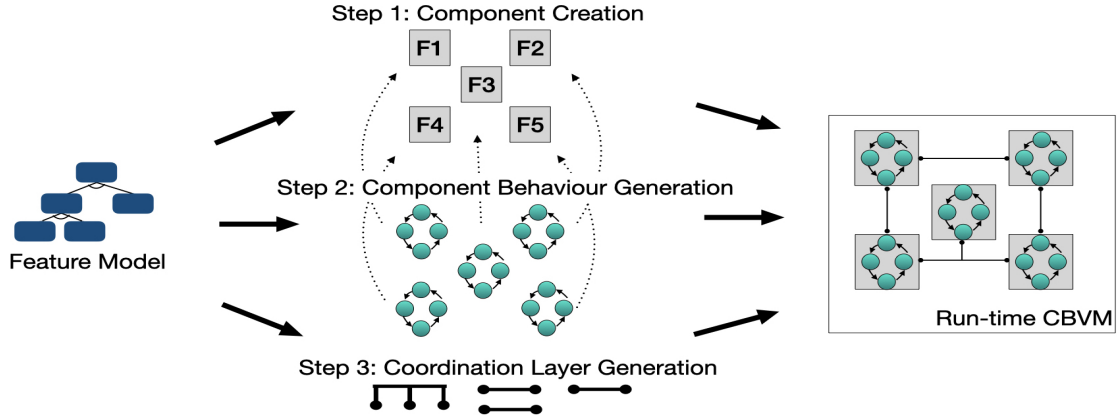 Step 1: Component Creation
F1
F2
F3
F4
F5
Step 2: Component Behaviour Generation
Feature Model
Run-time CBVM
Step 3: Coordination Layer Generation